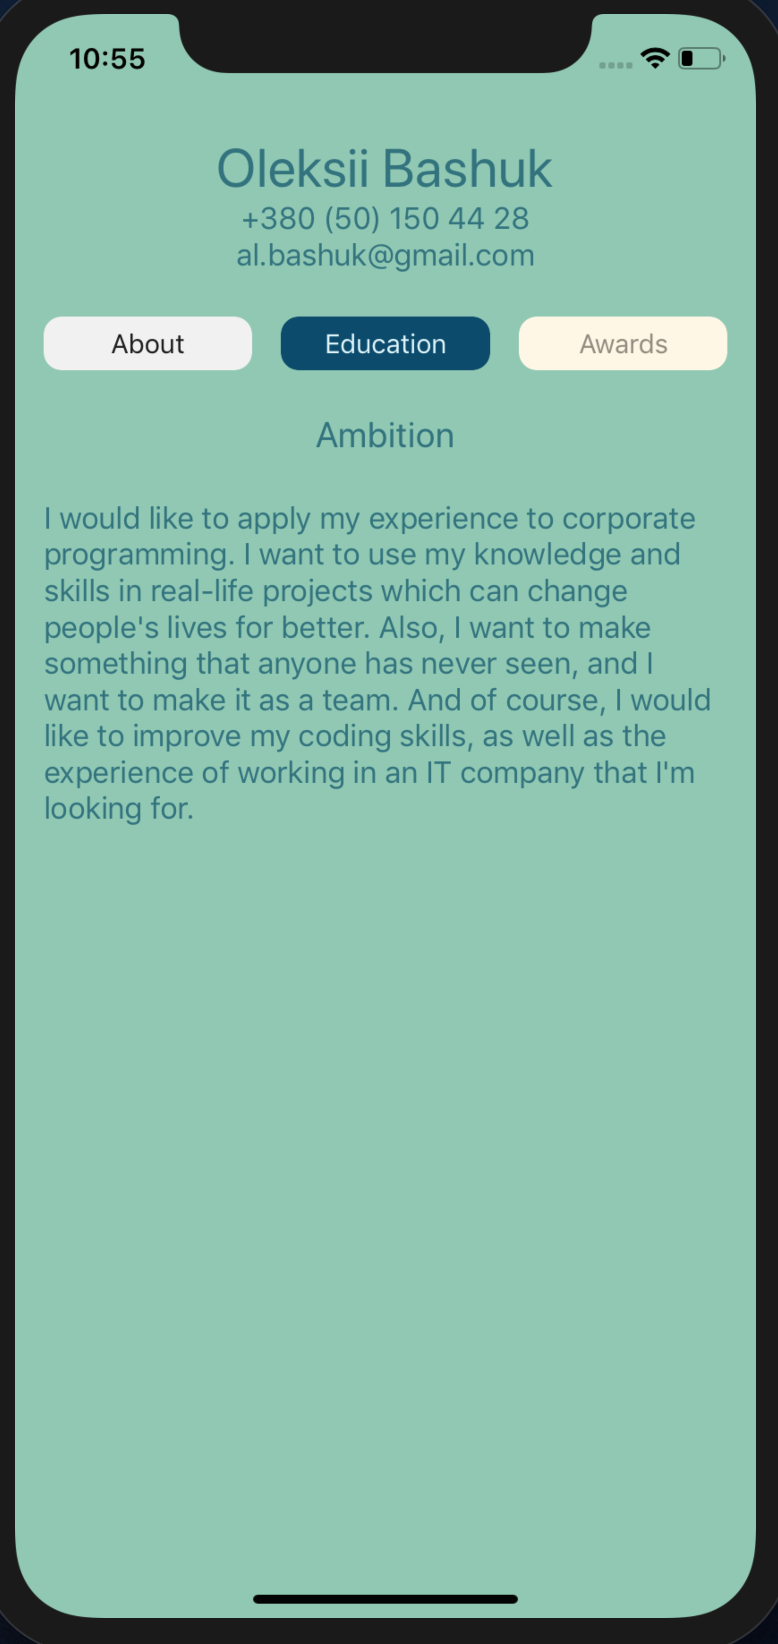 10:55
Oleksii Bashuk
+380 (50) 150 44 28
al.bashuk@gmail.com
About Education Awards
Ambition
I would like to apply my experience to corporate
programming. I want to use my knowledge and
skills in real-life projects which can change
people's lives for better. Also, I want to make
something that anyone has never seen, and I
want to make it as a team. And of course, I would
like to improve my coding skills, as well as the
experience of working in an IT company that I'm
looking for.